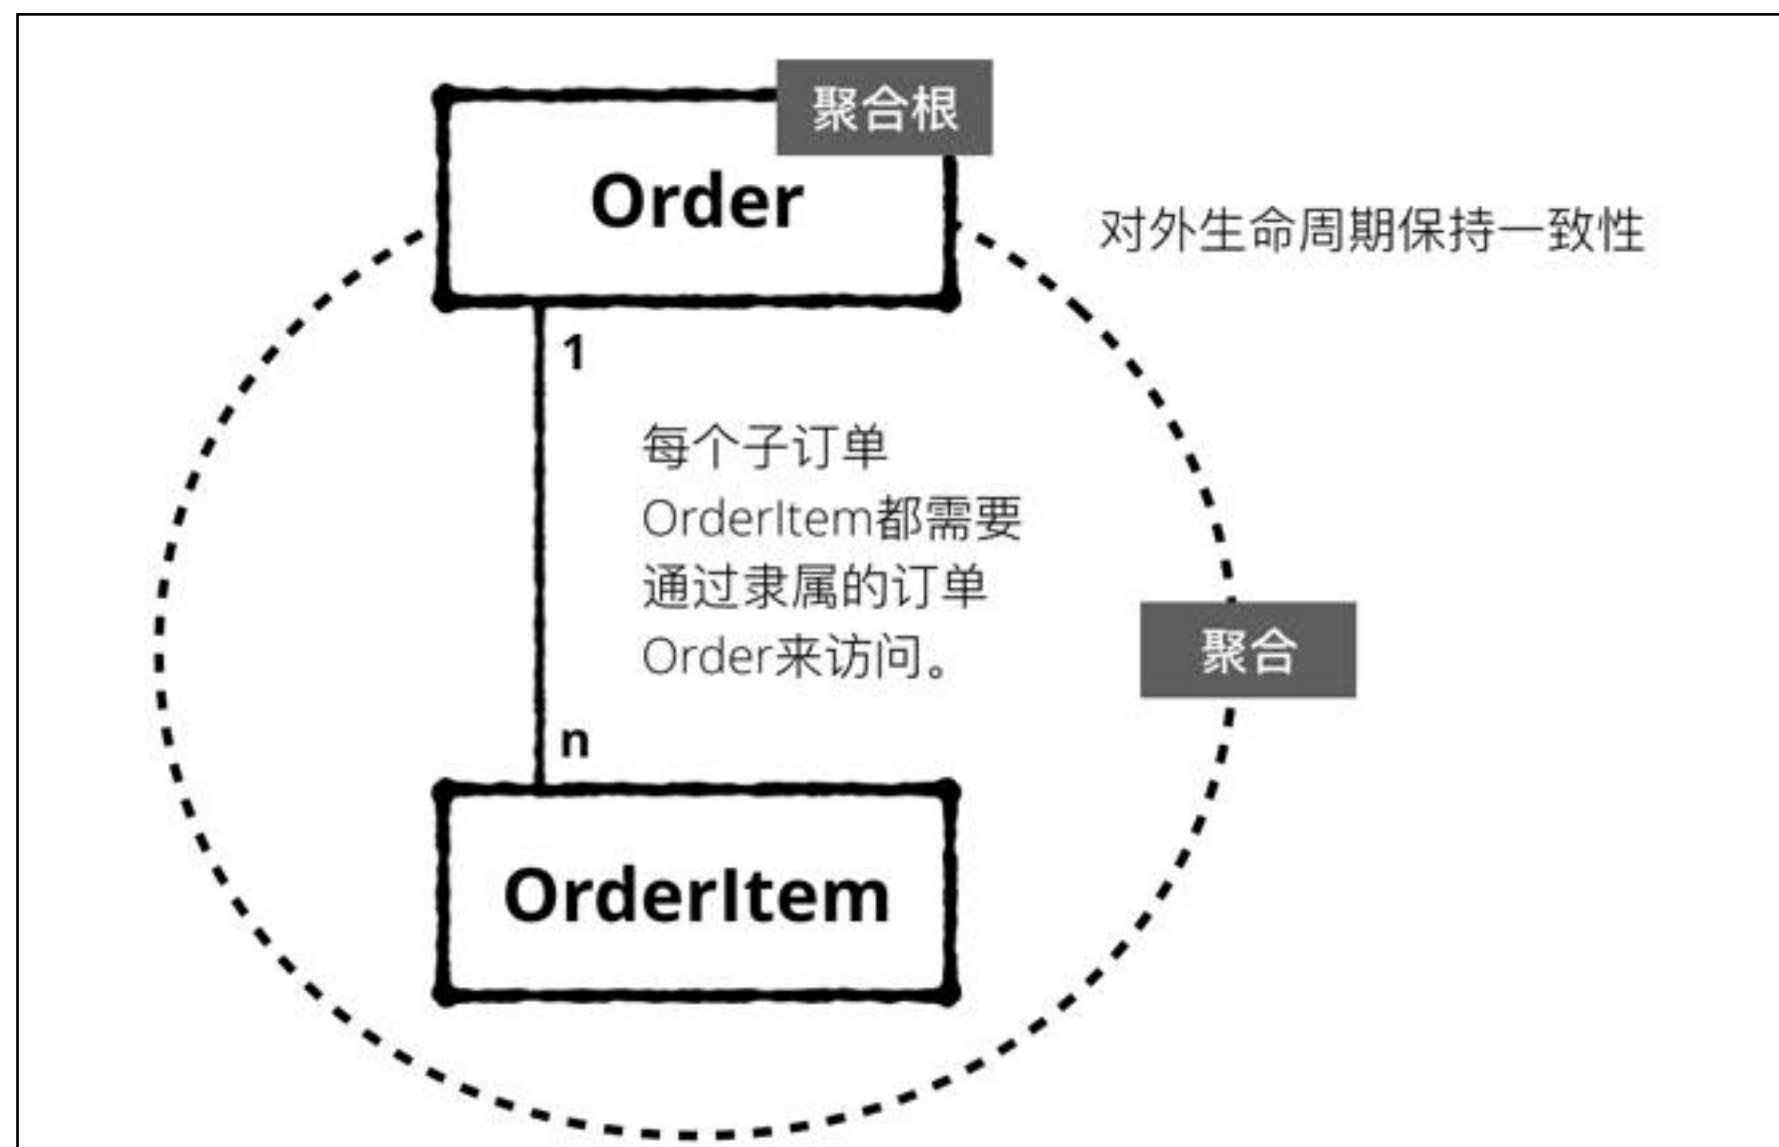 聚合根
Order
对外生命周期保持一致性
1
每个子订单
OrderItem都需要
通过隶属的订单
Order来访问。
聚合
n
OrderItem